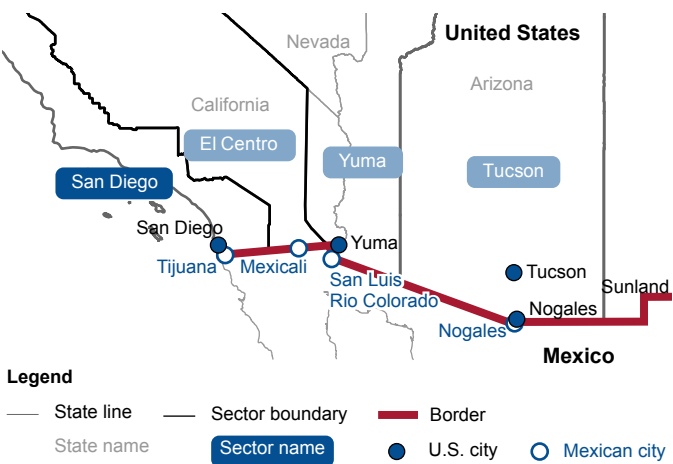 United States
Nevada
Arizona
California
El Centro
Yuma
Tucson
San Diego
San Diego
Yuma
Tijuana
Mexicali
San Luis
Rio Colorado
Tucson
Sunland
Nogales
Nogales
Mexico
Legend
State line
Sector boundary
Border
State name
Sector name
U.S. city
Mexican city